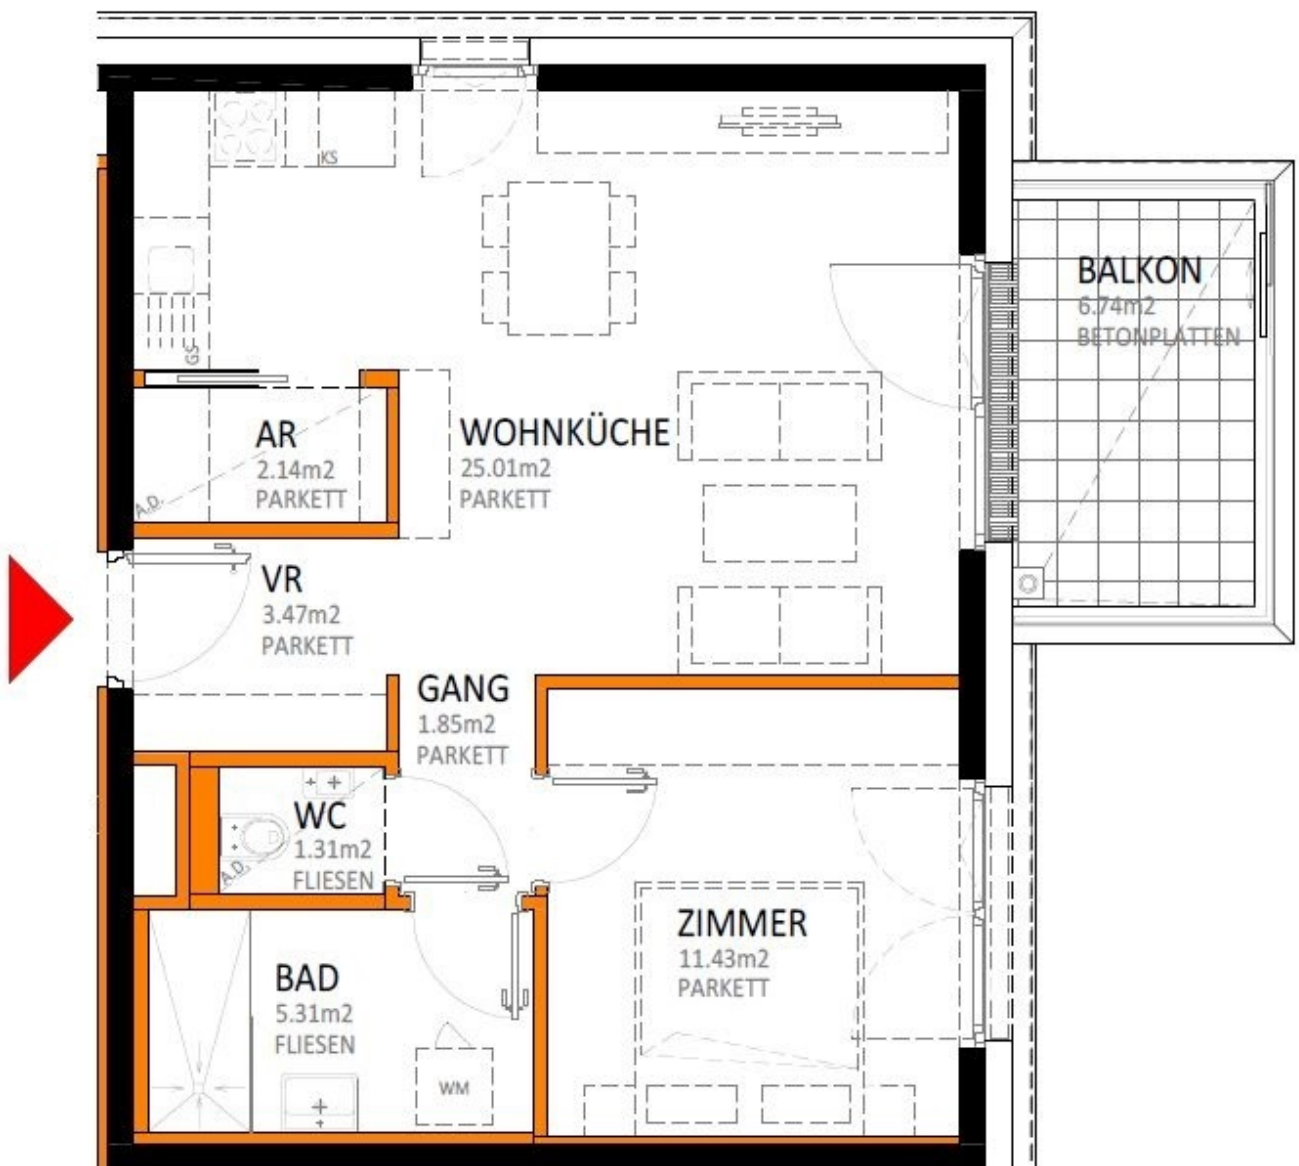 KS
BALKON
6.74m2
BETONPLATTEN
GS
AR
2.14m2
PARKETT
A.D.
WOHNKÜCHE
25.01m2
PARKETT
VR
3.47m2
PARKETT
GANG
1.85m2
PARKETT
WC
1.31m2
FLIESEN
A.D.
ZIMMER
11.43m2
PARKETT
BAD
5.31m2
FLIESEN
WM